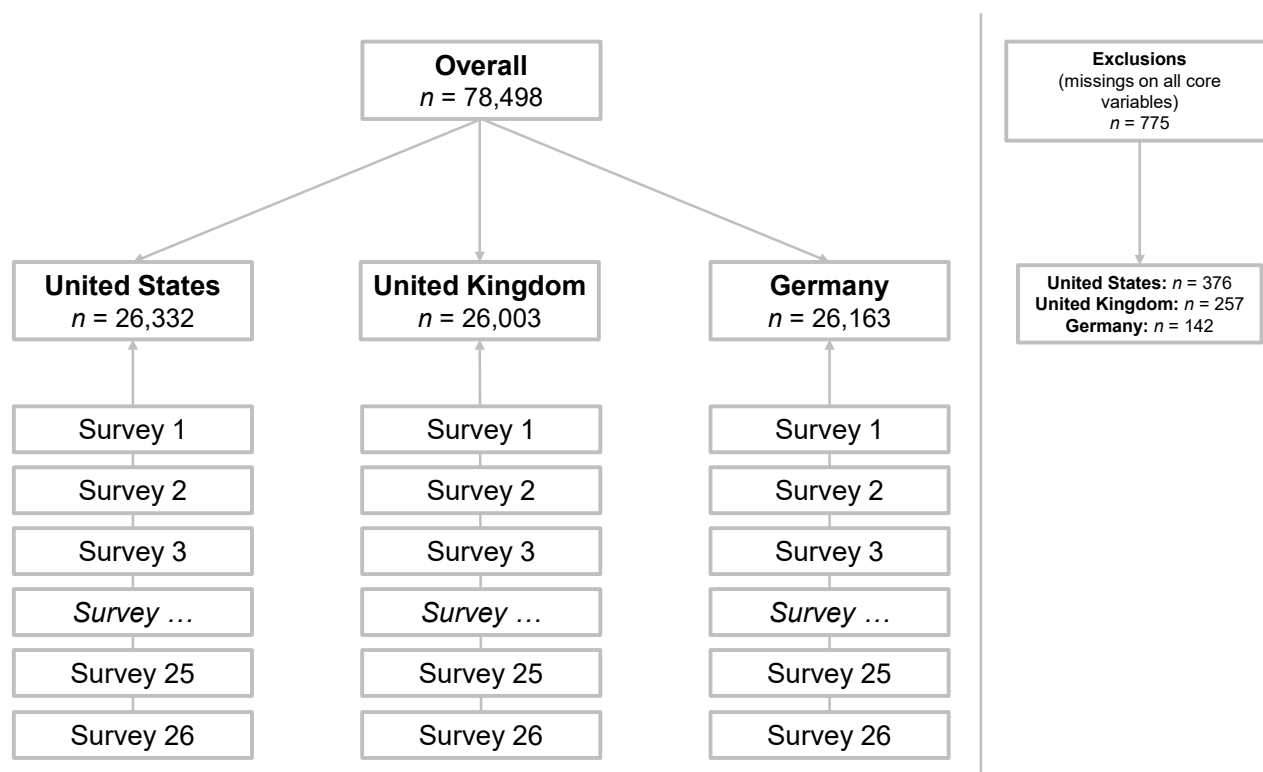 Overall
n = 78,498
Exclusions
(missings on all core
variables)
n = 775
United States
n = 26,332
United Kingdom
n = 26,003
Germany
n = 26,163
United States: n = 376
United Kingdom: n = 257
Germany: n = 142
Survey 1
Survey 1
Survey 1
Survey 2
Survey 2
Survey 2
Survey 3
Survey 3
Survey 3
Survey …
Survey …
Survey …
Survey 25
Survey 25
Survey 25
Survey 26
Survey 26
Survey 26